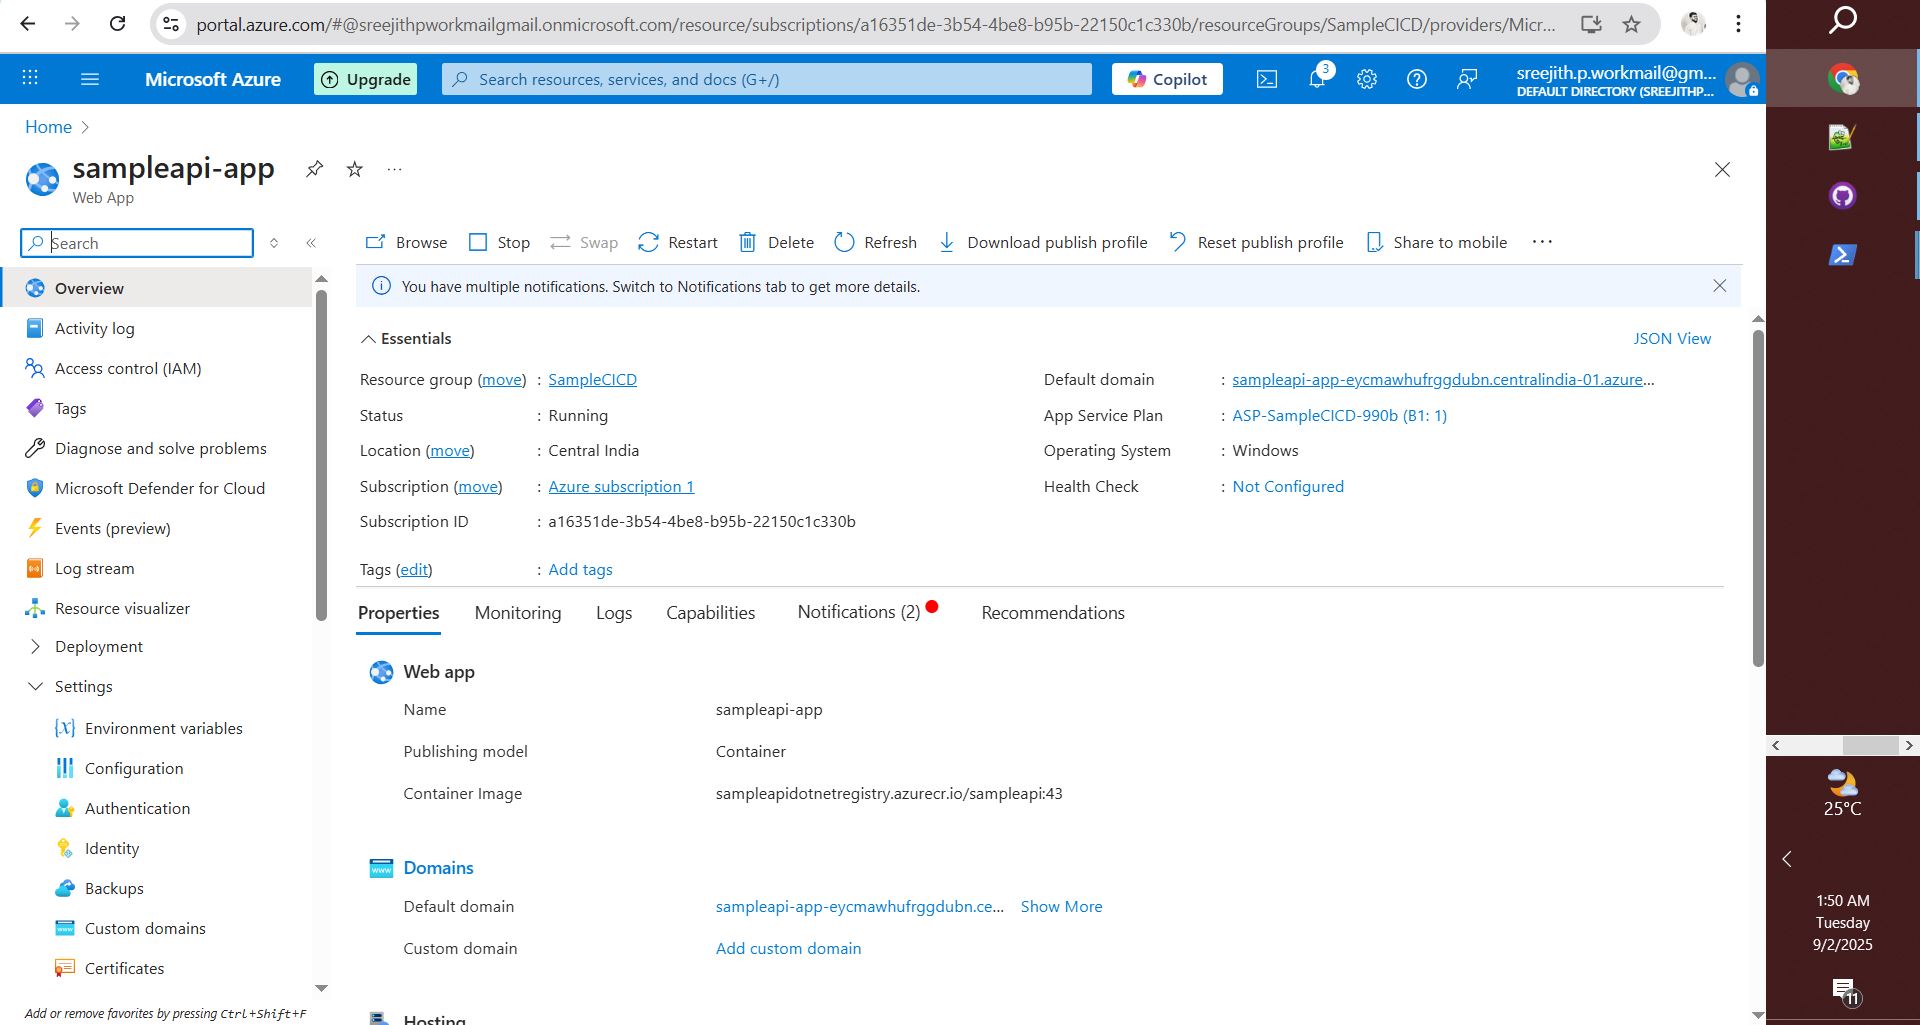 portal.azure.com/#@sreejithpworkmailgmail.onmicrosoft.com/resource/subscriptions/a16351de-3b54-4be8-b95b-22150c1c330b/resourceGroups/SampleCICD/providers/Micr...
Microsoft Azure
Upgrade
Search resources, services, and docs (G+/)
Copilot
3
sreejith.p.workmail@gm...
DEFAULT DIRECTORY (SREEJITHP...
Home
sampleapi-app
Web App
Search
Browse
Stop
Swap
Restart
Delete
Refresh
Download publish profile
Reset publish profile
Share to mobile
You have multiple notifications. Switch to Notifications tab to get more details.
Overview
Activity log
Access control (IAM)
Tags
Diagnose and solve problems
Microsoft Defender for Cloud
Events (preview)
Log stream
Resource visualizer
Deployment
Settings
Environment variables
Configuration
Authentication
Identity
Backups
Custom domains
Certificates
Add or remove favorites by pressing Ctrl+Shift+F
Essentials
JSON View
Resource group (move) : SampleCICD
Status : Running
Location (move) : Central India
Subscription (move) : Azure subscription 1
Subscription ID : a16351de-3b54-4be8-b95b-22150c1c330b
Tags (edit) : Add tags
Default domain : sampleapi-app-eycmawhufrggdubn.centralindia-01.azure...
App Service Plan : ASP-SampleCICD-990b (B1: 1)
Operating System : Windows
Health Check : Not Configured
Properties
Monitoring
Logs
Capabilities
Notifications (2)
Recommendations
Web app
Name sampleapi-app
Publishing model Container
Container Image sampleapidotnetregistry.azurecr.io/sampleapi:43
Domains
Default domain sampleapi-app-eycmawhufrggdubn.ce... Show More
Custom domain Add custom domain
Hosting
25°C
1:50 AM
Tuesday
9/2/2025
11